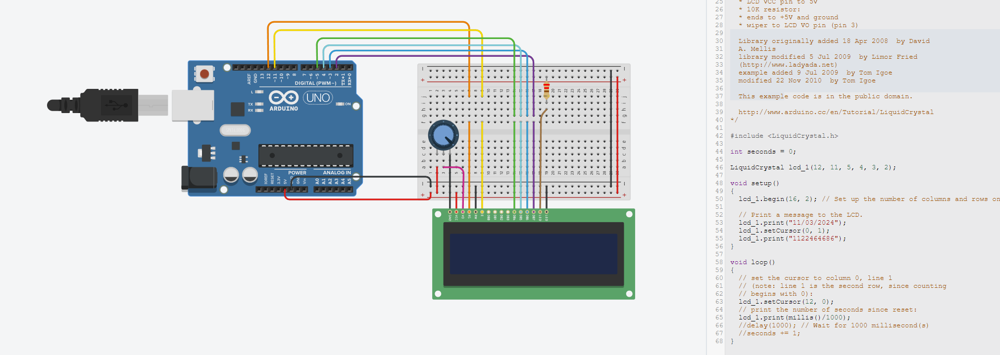 AREF
GND
13
12
~11
~10
~9
8
7
~6
~5
4
~3
2
TX→1
RX←0
DIGITAL (PWM~)
L
TX
RX
ARDUINO
UNO
ON
POWER
ANALOG IN
IOREF
RESET
3.3V
5V
GND
Vin
A0
A1
A2
A3
A4
A5
GND
VCC
VO
RS
RW
E
DB0
DB1
DB2
DB3
DB4
DB5
DB6
DB7
LED
LED
25 * LCD VCC pin to 5V
26 * 10K resistor:
27 * ends to +5V and ground
28 * wiper to LCD VO pin (pin 3)
29
30 Library originally added 18 Apr 2008  by David
31 A. Mellis
32 library modified 5 Jul 2009  by Limor Fried
33 (http://www.ladyada.net)
34 example added 9 Jul 2009  by Tom Igoe
35 modified 22 Nov 2010  by Tom Igoe
36
37 This example code is in the public domain.
38
39 http://www.arduino.cc/en/Tutorial/LiquidCrystal
40 */
41
42 #include <LiquidCrystal.h>
43
44 int seconds = 0;
45
46 LiquidCrystal lcd_1(12, 11, 5, 4, 3, 2);
47
48 void setup()
49 {
50 lcd_1.begin(16, 2); // Set up the number of columns and rows on
51
52 // Print a message to the LCD.
53 lcd_1.print("11/03/2024");
54 lcd_1.setCursor(0, 1);
55 lcd_1.print("1122464686");
56 }
57
58 void loop()
59 {
60 // set the cursor to column 0, line 1
61 // (note: line 1 is the second row, since counting
62 // begins with 0):
63 lcd_1.setCursor(12, 0);
64 // print the number of seconds since reset:
65 lcd_1.print(millis()/1000);
66 //delay(1000); // Wait for 1000 millisecond(s)
67 //seconds += 1;
68 }